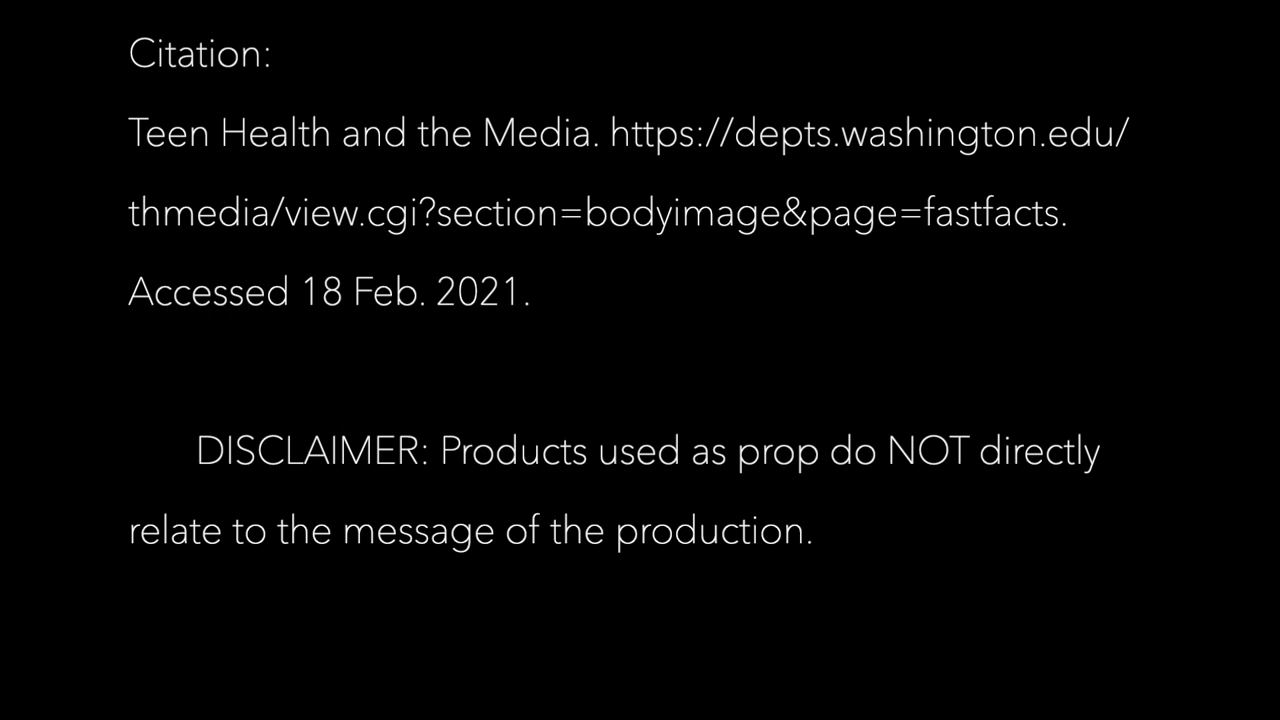 Citation:
Teen Health and the Media. https://depts.washington.edu/
thmedia/view.cgi?section=bodyimage&page=fastfacts.
Accessed 18 Feb. 2021.
DISCLAIMER: Products used as prop do NOT directly
relate to the message of the production.